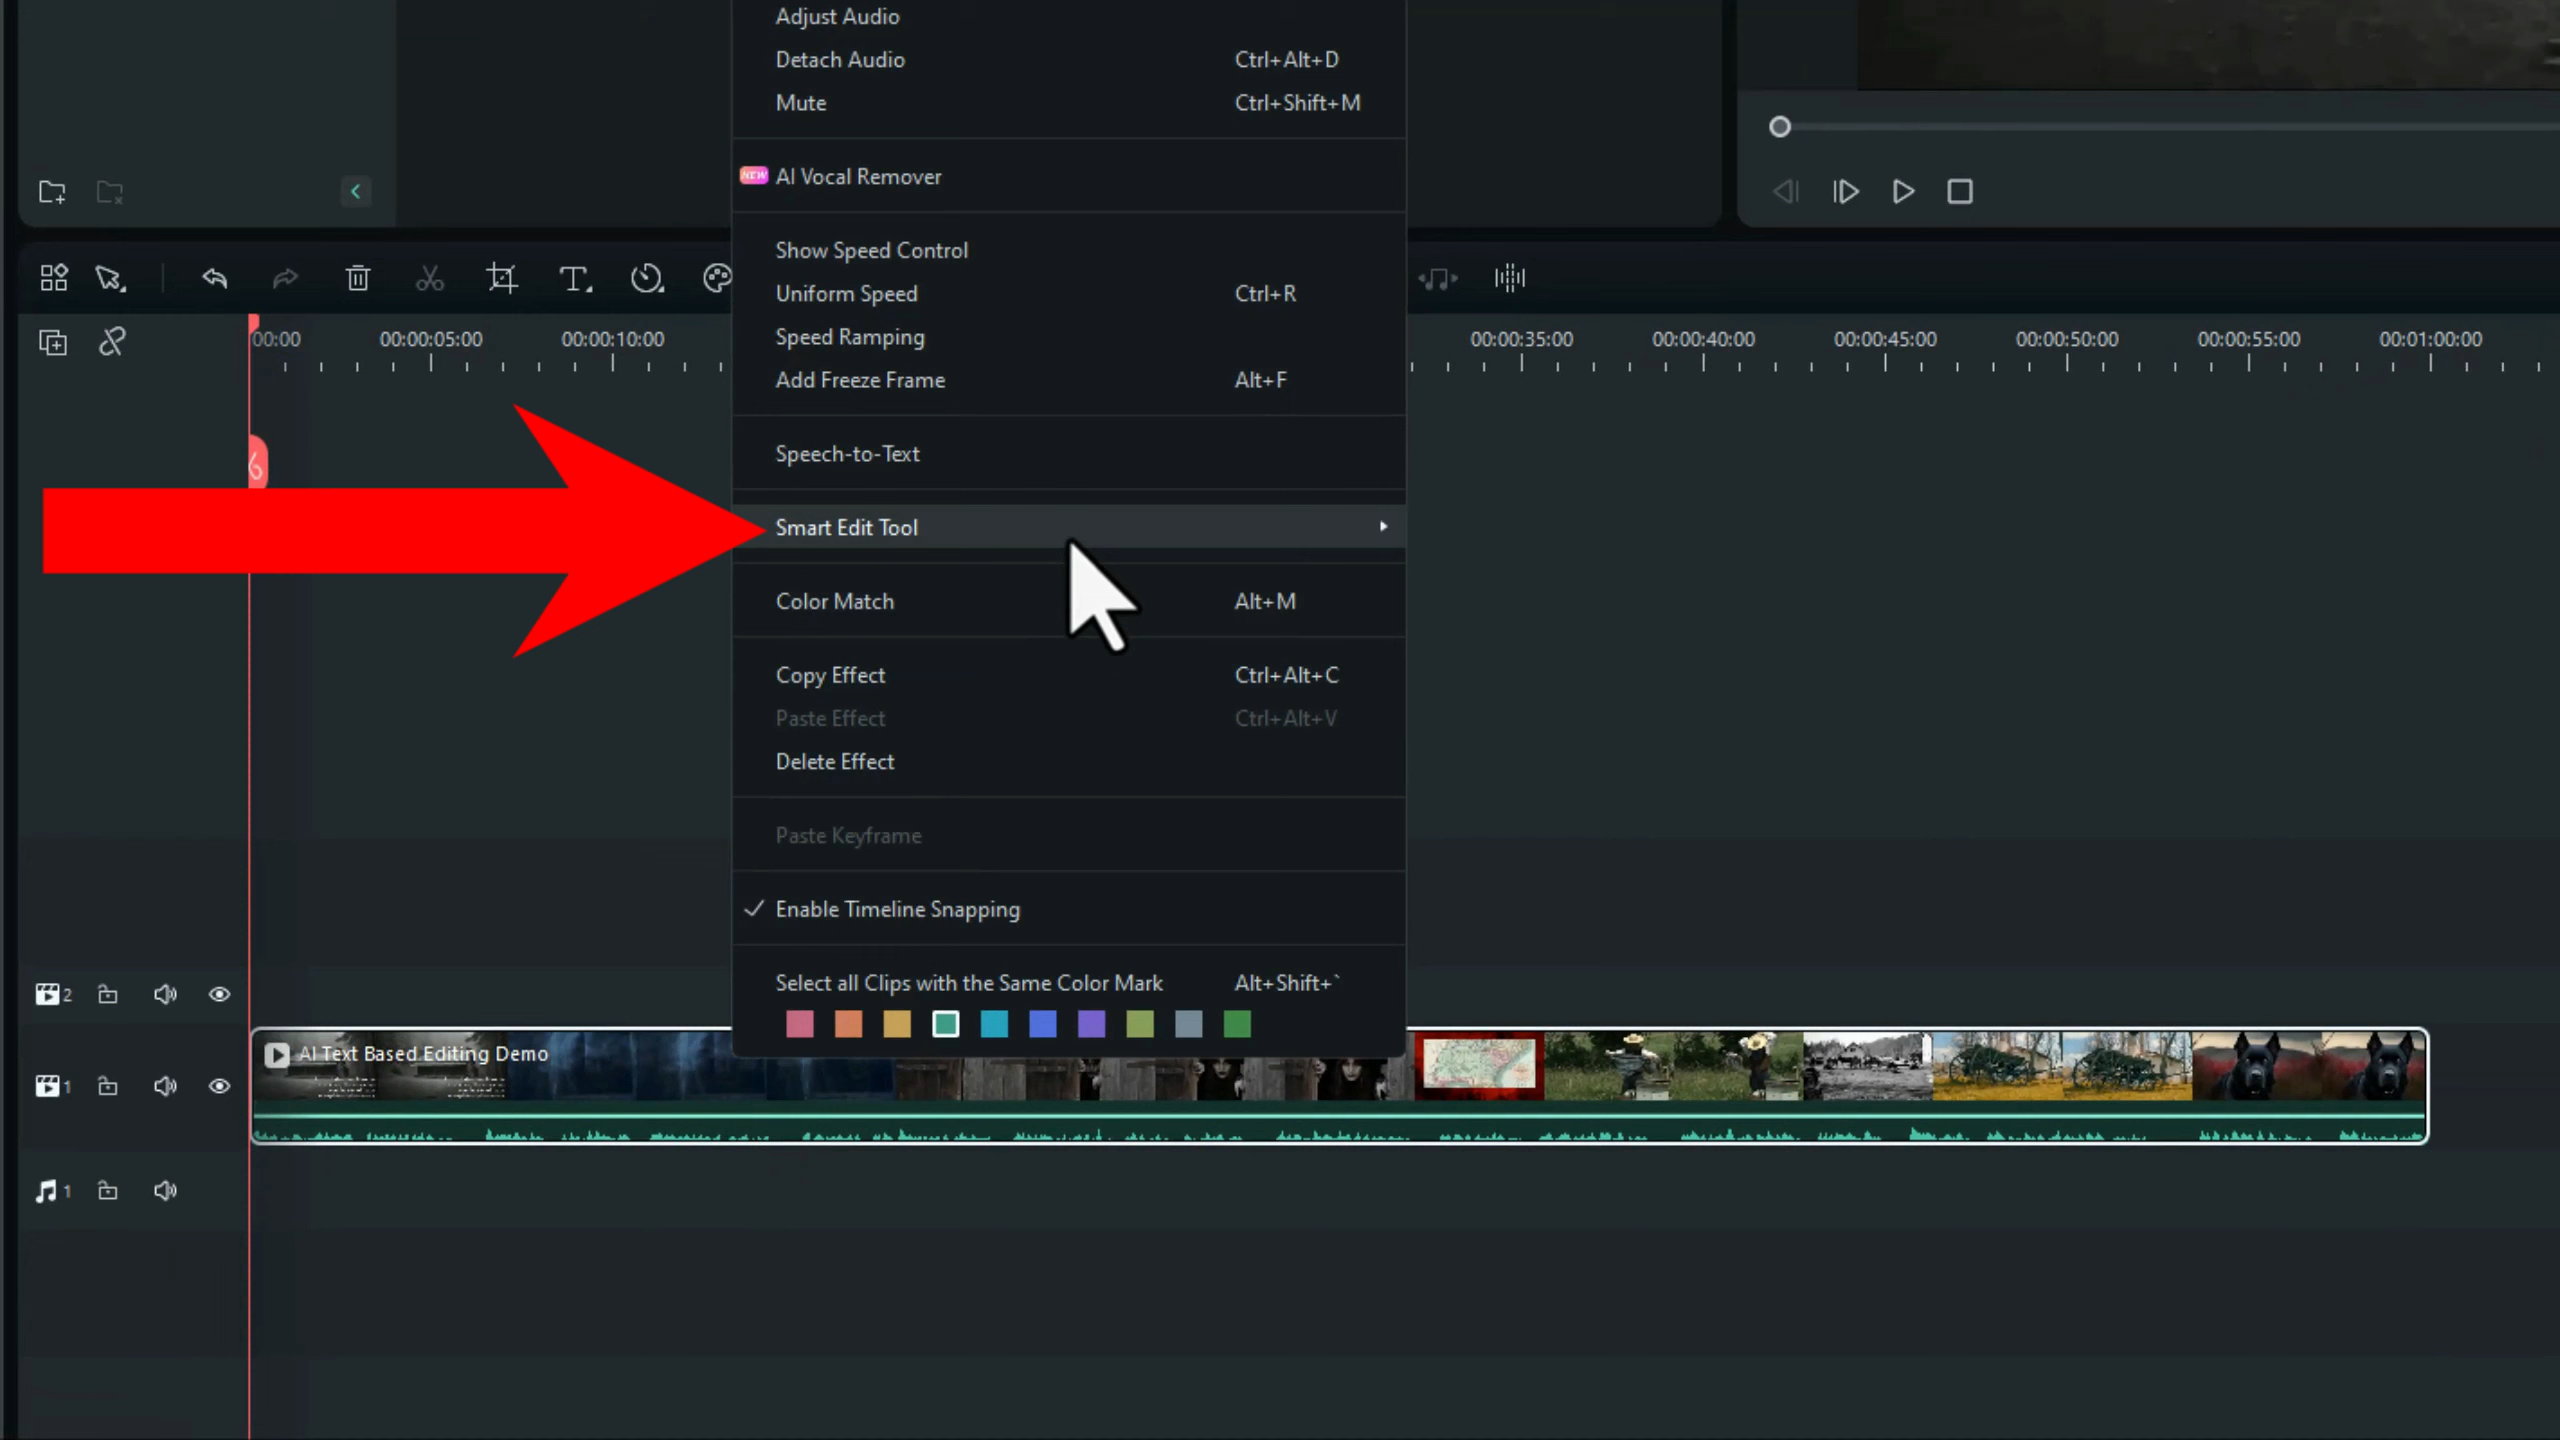 Adjust Audio
Detach Audio Ctrl+Alt+D
Mute Ctrl+Shift+M
NEW AI Vocal Remover
Show Speed Control
Uniform Speed Ctrl+R
Speed Ramping
Add Freeze Frame Alt+F
00:00 00:00:05:00 00:00:10:00 00:00:35:00 00:00:40:00 00:00:45:00 00:00:50:00 00:00:55:00 00:01:00:00
Speech-to-Text
Smart Edit Tool
Color Match Alt+M
Copy Effect Ctrl+Alt+C
Paste Effect Ctrl+Alt+V
Delete Effect
Paste Keyframe
Enable Timeline Snapping
Select all Clips with the Same Color Mark Alt+Shift+`
2
AI Text Based Editing Demo
1
1